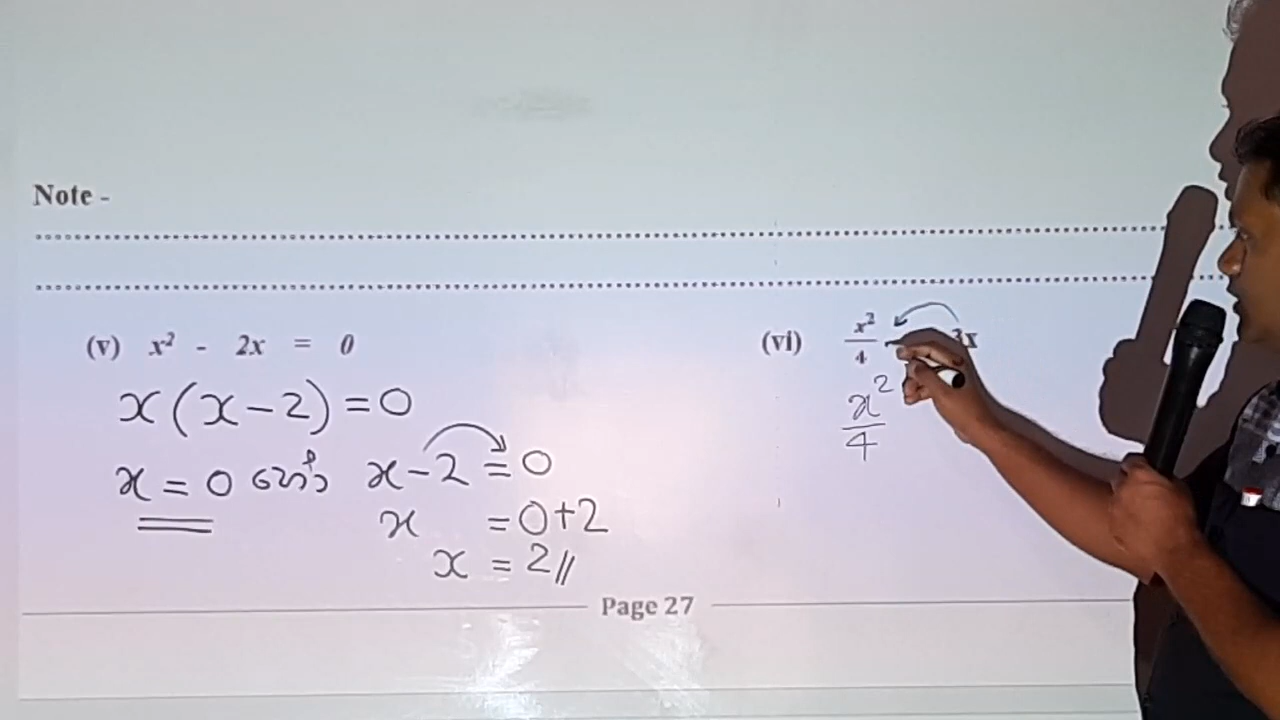 Note -
(v) x² - 2x = 0
x(x-2)=0
x = 0 හෝ x-2 = 0
x = 0+2
x = 2//
(vi) x²/4 3x
x²/4
Page 27